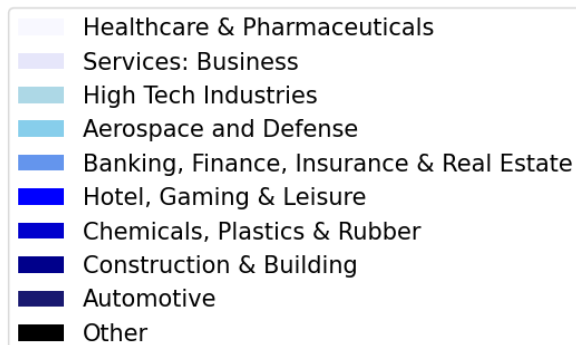 Healthcare & Pharmaceuticals
Services: Business
High Tech Industries
Aerospace and Defense
Banking, Finance, Insurance & Real Estate
Hotel, Gaming & Leisure
Chemicals, Plastics & Rubber
Construction & Building
Automotive
Other